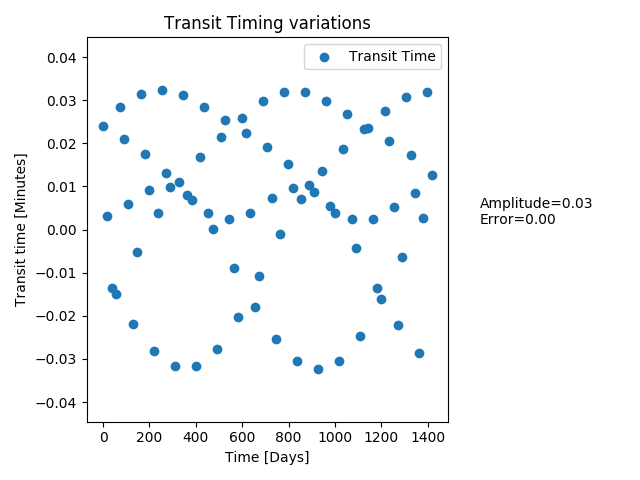 Transit Timing variations
Transit Time
Transit time [Minutes]
0.04
0.03
0.02
0.01
0.00
−0.01
−0.02
−0.03
−0.04
0 200 400 600 800 1000 1200 1400
Time [Days]
Amplitude=0.03
Error=0.00